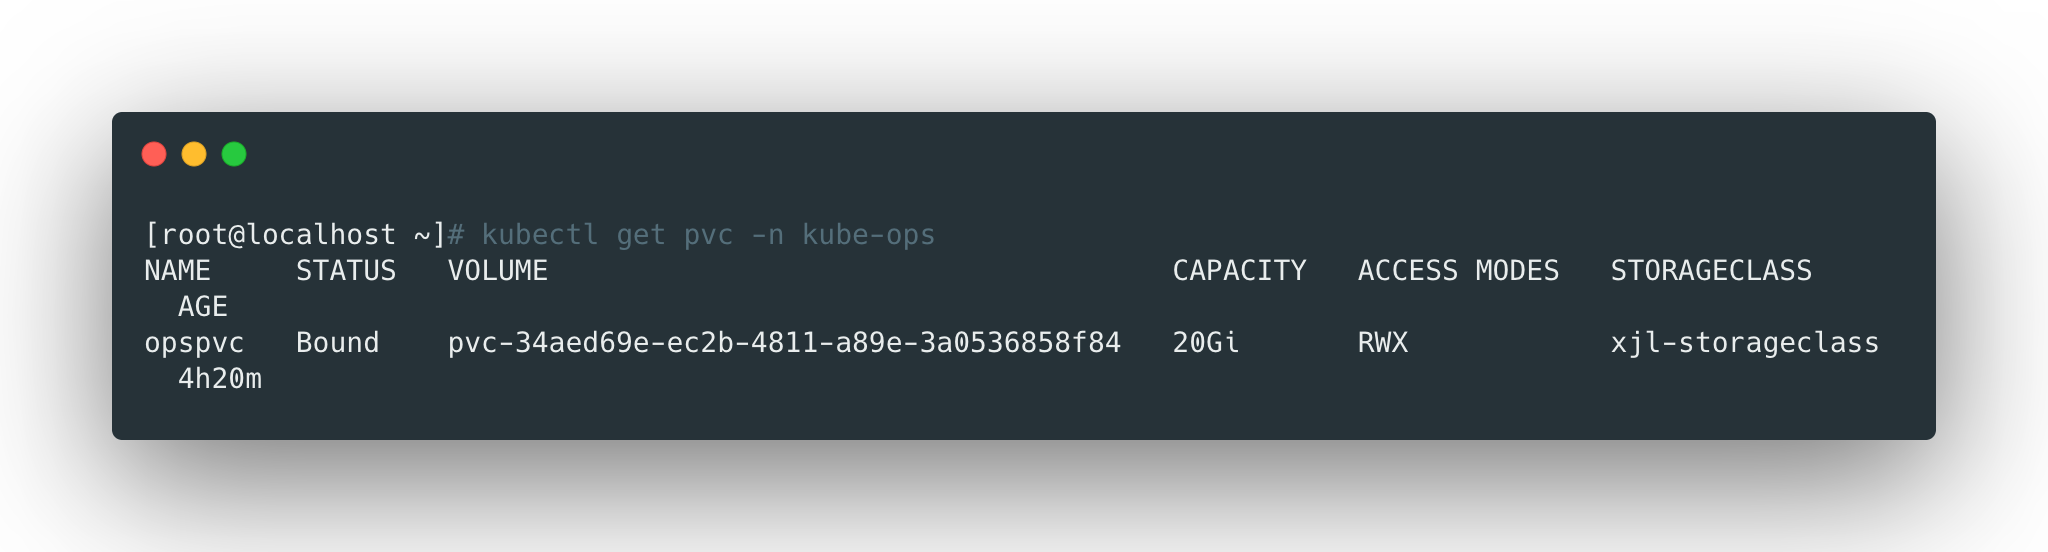 [root@localhost ~]# kubectl get pvc -n kube-ops
NAME     STATUS   VOLUME                                     CAPACITY   ACCESS MODES   STORAGECLASS
  AGE
opspvc   Bound    pvc-34aed69e-ec2b-4811-a89e-3a0536858f84   20Gi       RWX            xjl-storageclass
  4h20m